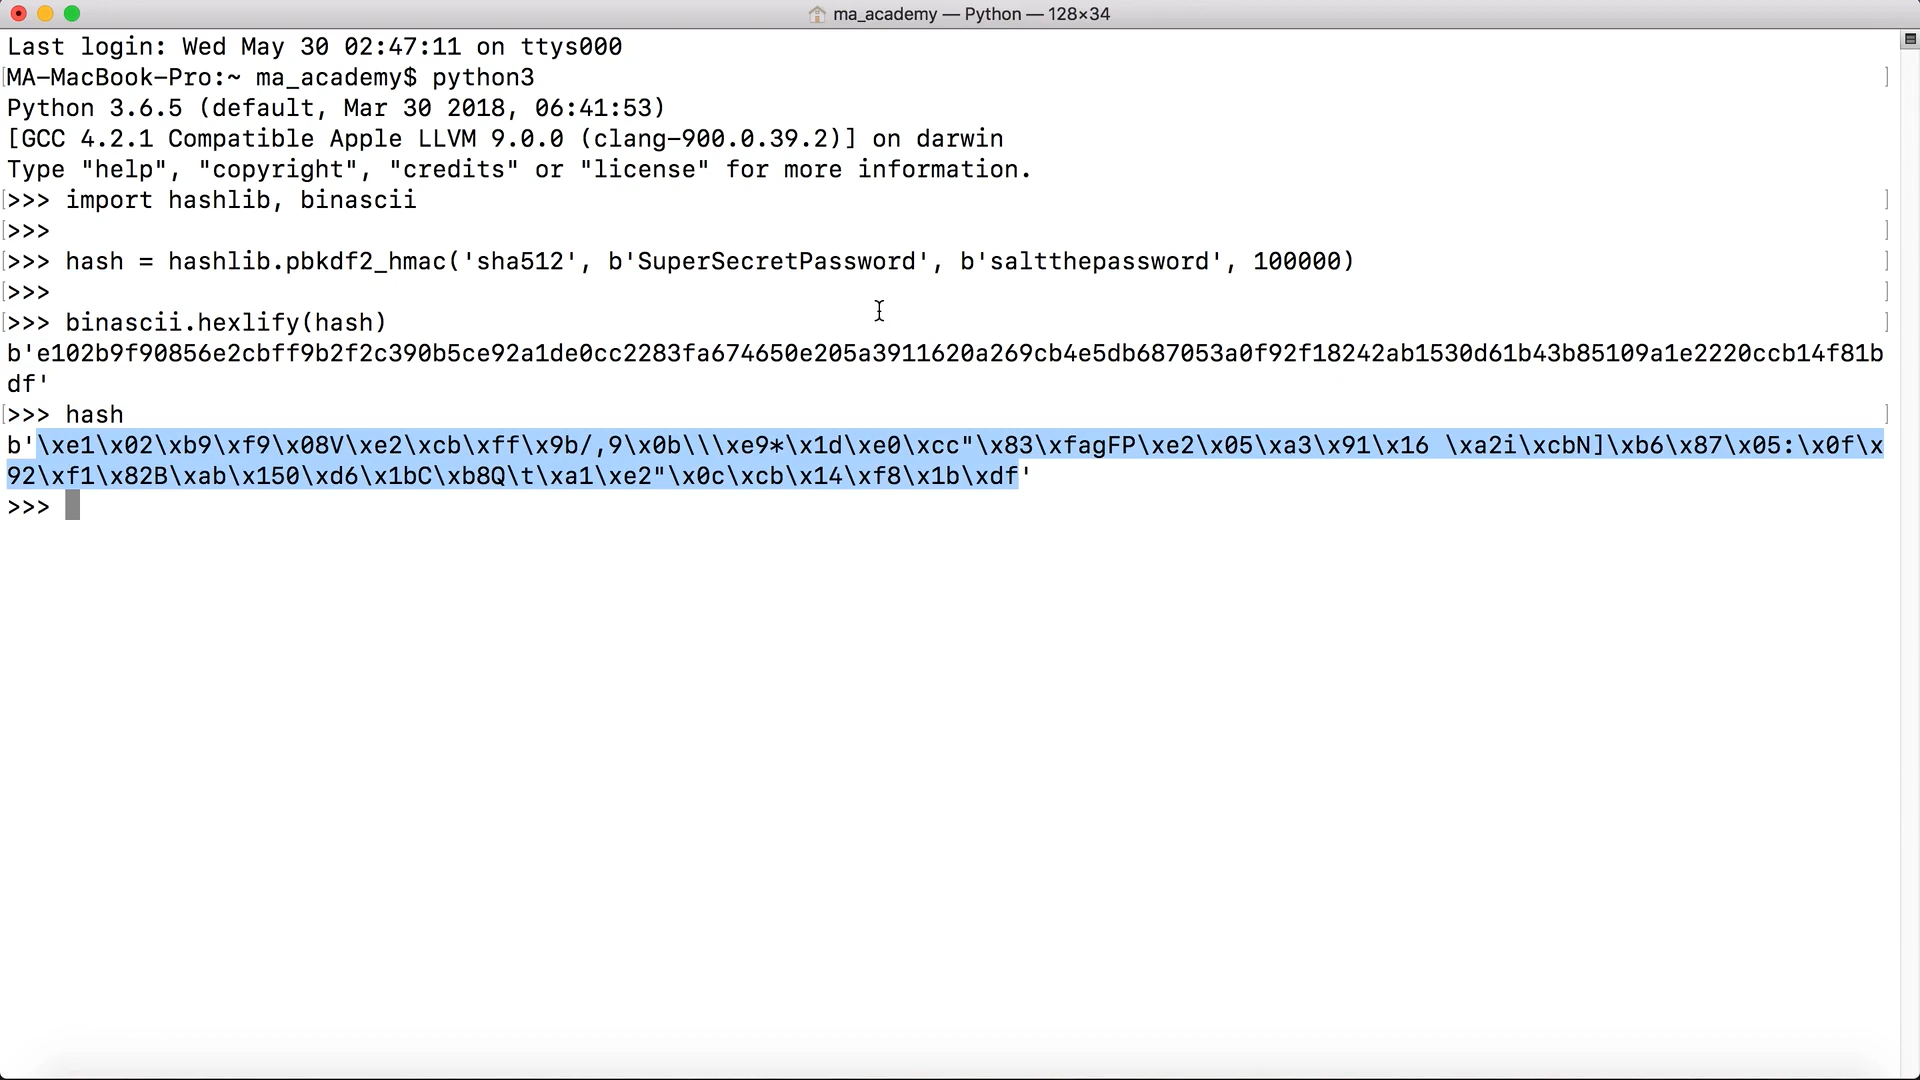 ma_academy — Python — 128×34
Last login: Wed May 30 02:47:11 on ttys000
[MA-MacBook-Pro:~ ma_academy$ python3 ]
Python 3.6.5 (default, Mar 30 2018, 06:41:53)
[GCC 4.2.1 Compatible Apple LLVM 9.0.0 (clang-900.0.39.2)] on darwin
Type "help", "copyright", "credits" or "license" for more information.
[>>> import hashlib, binascii ]
[>>> ]
[>>> hash = hashlib.pbkdf2_hmac('sha512', b'SuperSecretPassword', b'saltthepassword', 100000) ]
[>>> ]
[>>> binascii.hexlify(hash) ]
b'e102b9f90856e2cbff9b2f2c390b5ce92a1de0cc2283fa674650e205a3911620a269cb4e5db687053a0f92f18242ab1530d61b43b85109a1e2220ccb14f81b
df'
[>>> hash ]
b'\xe1\x02\xb9\xf9\x08V\xe2\xcb\xff\x9b/,9\x0b\\\xe9*\x1d\xe0\xcc"\x83\xfagFP\xe2\x05\xa3\x91\x16 \xa2i\xcbN]\xb6\x87\x05:\x0f\x
92\xf1\x82B\xab\x150\xd6\x1bC\xb8Q\t\xa1\xe2"\x0c\xcb\x14\xf8\x1b\xdf'
>>>